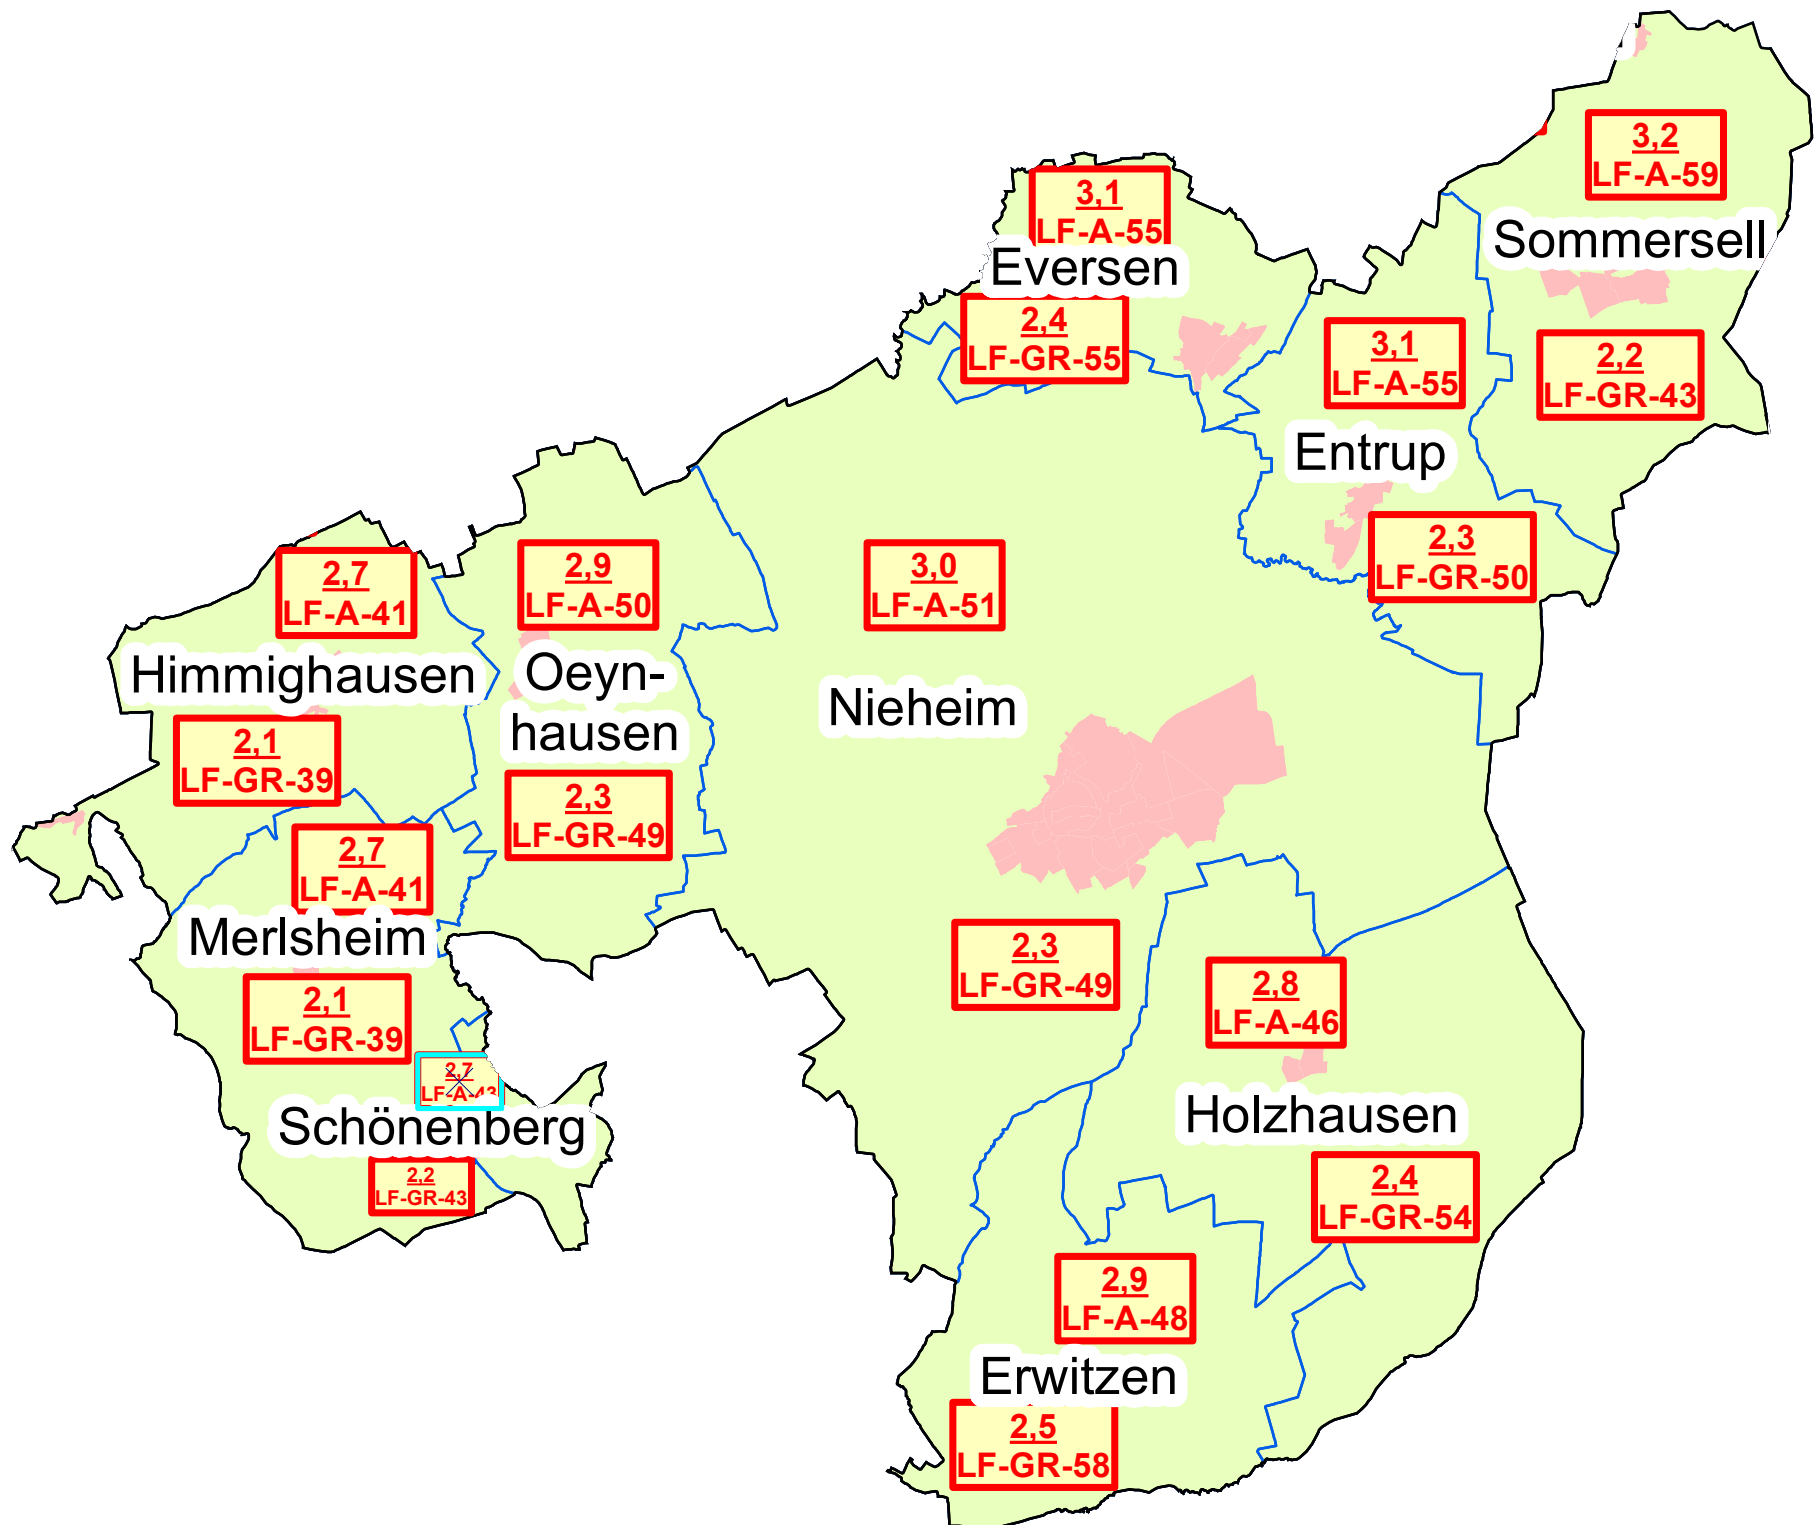 3,2
LF-A-59
Sommersell
2,2
LF-GR-43
3,1
LF-A-55
Eversen
2,4
LF-GR-55
3,1
LF-A-55
Entrup
2,3
LF-GR-50
2,7
LF-A-41
Himmighausen
2,1
LF-GR-39
2,9
LF-A-50
Oeyn-
hausen
2,3
LF-GR-49
3,0
LF-A-51
Nieheim
2,3
LF-GR-49
2,7
LF-A-41
Merlsheim
2,1
LF-GR-39
2,7
LF-A-43
Schönenberg
2,2
LF-GR-43
2,8
LF-A-46
Holzhausen
2,4
LF-GR-54
2,9
LF-A-48
Erwitzen
2,5
LF-GR-58